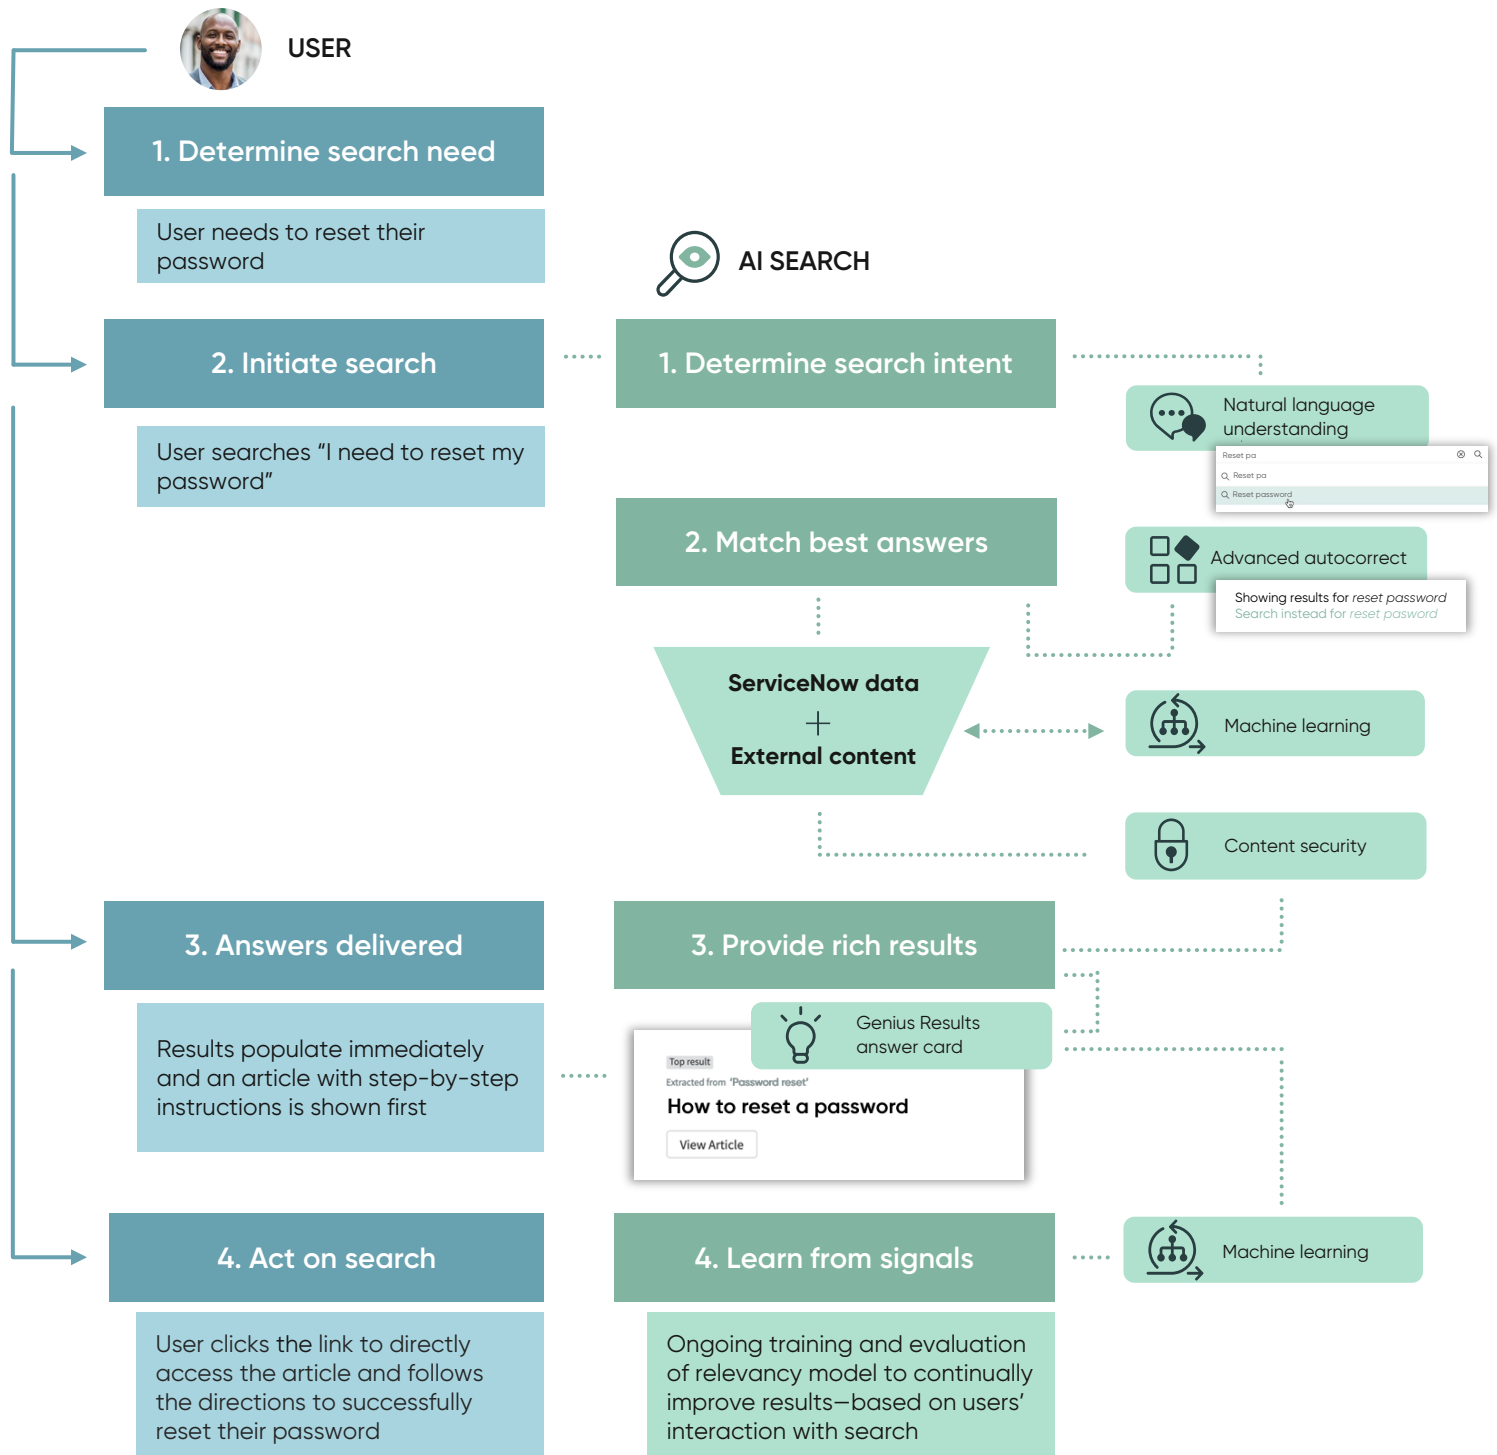 USER
1. Determine search need
User needs to reset their
password
AI SEARCH
2. Initiate search
1. Determine search intent
User searches “I need to reset my
password”
Natural language
understanding
Reset pa
Reset pa
Reset password
2. Match best answers
Advanced autocorrect
Showing results for reset password
Search instead for reset pasword
ServiceNow data
+
External content
Machine learning
Content security
3. Answers delivered
3. Provide rich results
Results populate immediately
and an article with step-by-step
instructions is shown first
Genius Results
answer card
Top result
Extracted from 'Password reset'
How to reset a password
View Article
4. Act on search
4. Learn from signals
Machine learning
User clicks the link to directly
access the article and follows
the directions to successfully
reset their password
Ongoing training and evaluation
of relevancy model to continually
improve results—based on users’
interaction with search